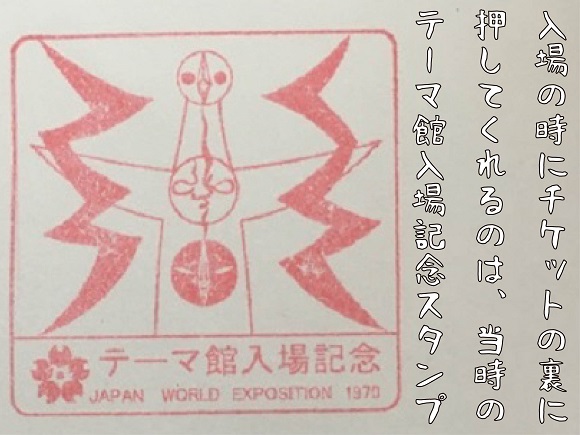 入場の時にチケットの裏に
押してくれるのは、当時の
テーマ館入場記念スタンプ
テーマ館入場記念
JAPAN WORLD EXPOSITION 1970